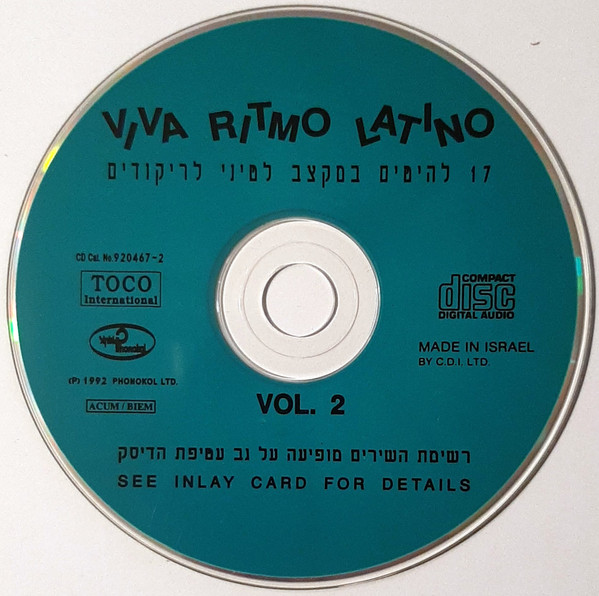 VIVA RITMO LATINO
17 להיטים במקצב לטיני לריקודים
CD Cat. No 920467-2
TOCO
International
Phonokol
COMPACT
disc
DIGITAL AUDIO
MADE IN ISRAEL
BY C.D.I. LTD.
(P) 1992 PHONOKOL LTD.
ACUM / BIEM
VOL. 2
רשימת השירים מופיעה על גב עטיפת הדיסק
SEE INLAY CARD FOR DETAILS